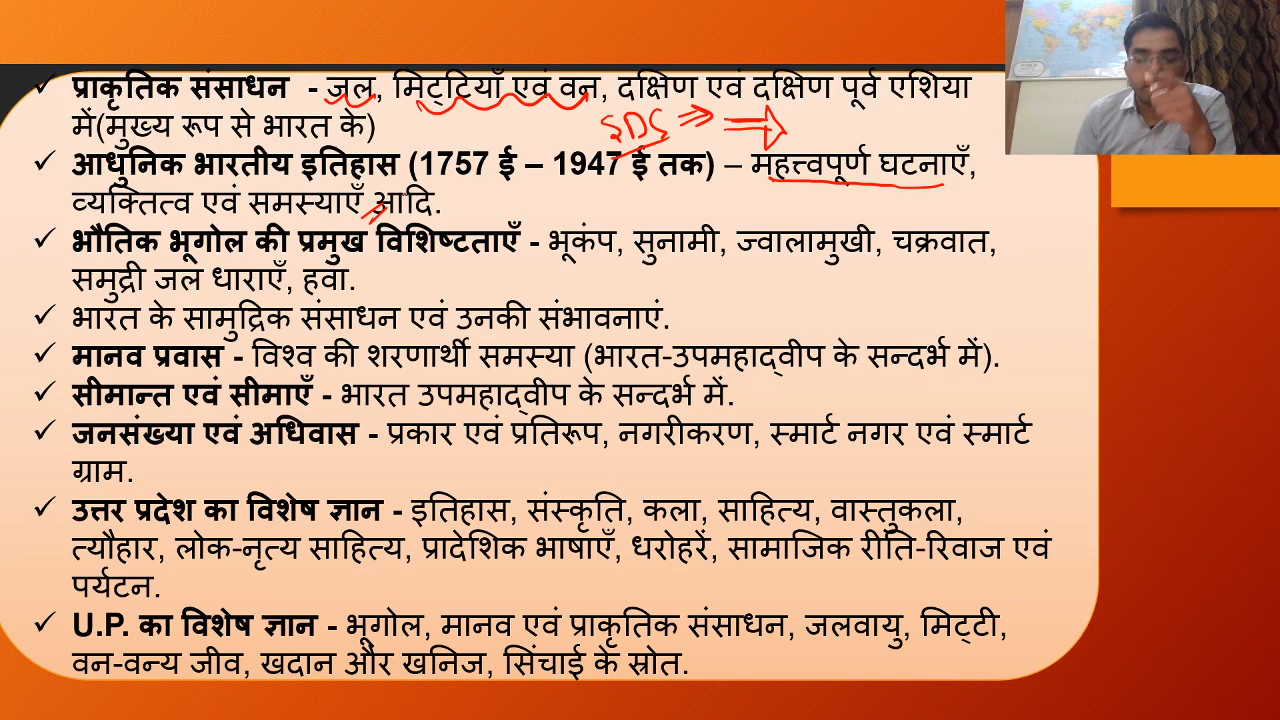 प्राकृतिक संसाधन - जल, मिट्टियाँ एवं वन, दक्षिण एवं दक्षिण पूर्व एशिया
में(मुख्य रूप से भारत के)
आधुनिक भारतीय इतिहास (1757 ई – 1947 ई तक) – महत्त्वपूर्ण घटनाएँ,
व्यक्तित्व एवं समस्याएँ आदि.
भौतिक भूगोल की प्रमुख विशिष्टताएँ - भूकंप, सुनामी, ज्वालामुखी, चक्रवात,
समुद्री जल धाराएँ, हवा.
भारत के सामुद्रिक संसाधन एवं उनकी संभावनाएं.
मानव प्रवास - विश्व की शरणार्थी समस्या (भारत-उपमहाद्वीप के सन्दर्भ में).
सीमान्त एवं सीमाएँ - भारत उपमहाद्वीप के सन्दर्भ में.
जनसंख्या एवं अधिवास - प्रकार एवं प्रतिरूप, नगरीकरण, स्मार्ट नगर एवं स्मार्ट
ग्राम.
उत्तर प्रदेश का विशेष ज्ञान - इतिहास, संस्कृति, कला, साहित्य, वास्तुकला,
त्यौहार, लोक-नृत्य साहित्य, प्रादेशिक भाषाएँ, धरोहरें, सामाजिक रीति-रिवाज एवं
पर्यटन.
U.P. का विशेष ज्ञान - भूगोल, मानव एवं प्राकृतिक संसाधन, जलवायु, मिट्टी,
वन-वन्य जीव, खदान और खनिज, सिंचाई के स्रोत.